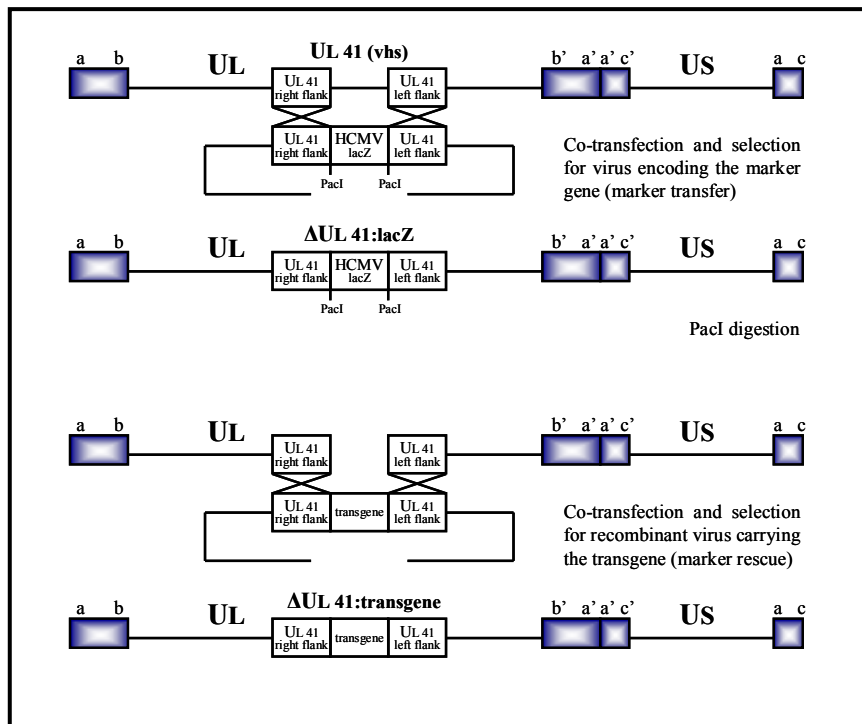 UL 41 (vhs)
a b UL b' a' a' c' US a c
UL 41 UL 41
right flank left flank
UL 41 HCMV UL 41
right flank lacZ left flank
PacI PacI
Co-transfection and selection
for virus encoding the marker
gene (marker transfer)
ΔUL 41:lacZ
a b UL b' a' a' c' US a c
UL 41 HCMV UL 41
right flank lacZ left flank
PacI PacI
PacI digestion
a b UL b' a' a' c' US a c
UL 41 UL 41
right flank left flank
UL 41 transgene UL 41
right flank left flank
Co-transfection and selection
for recombinant virus carrying
the transgene (marker rescue)
ΔUL 41:transgene
a b UL b' a' a' c' US a c
UL 41 transgene UL 41
right flank left flank